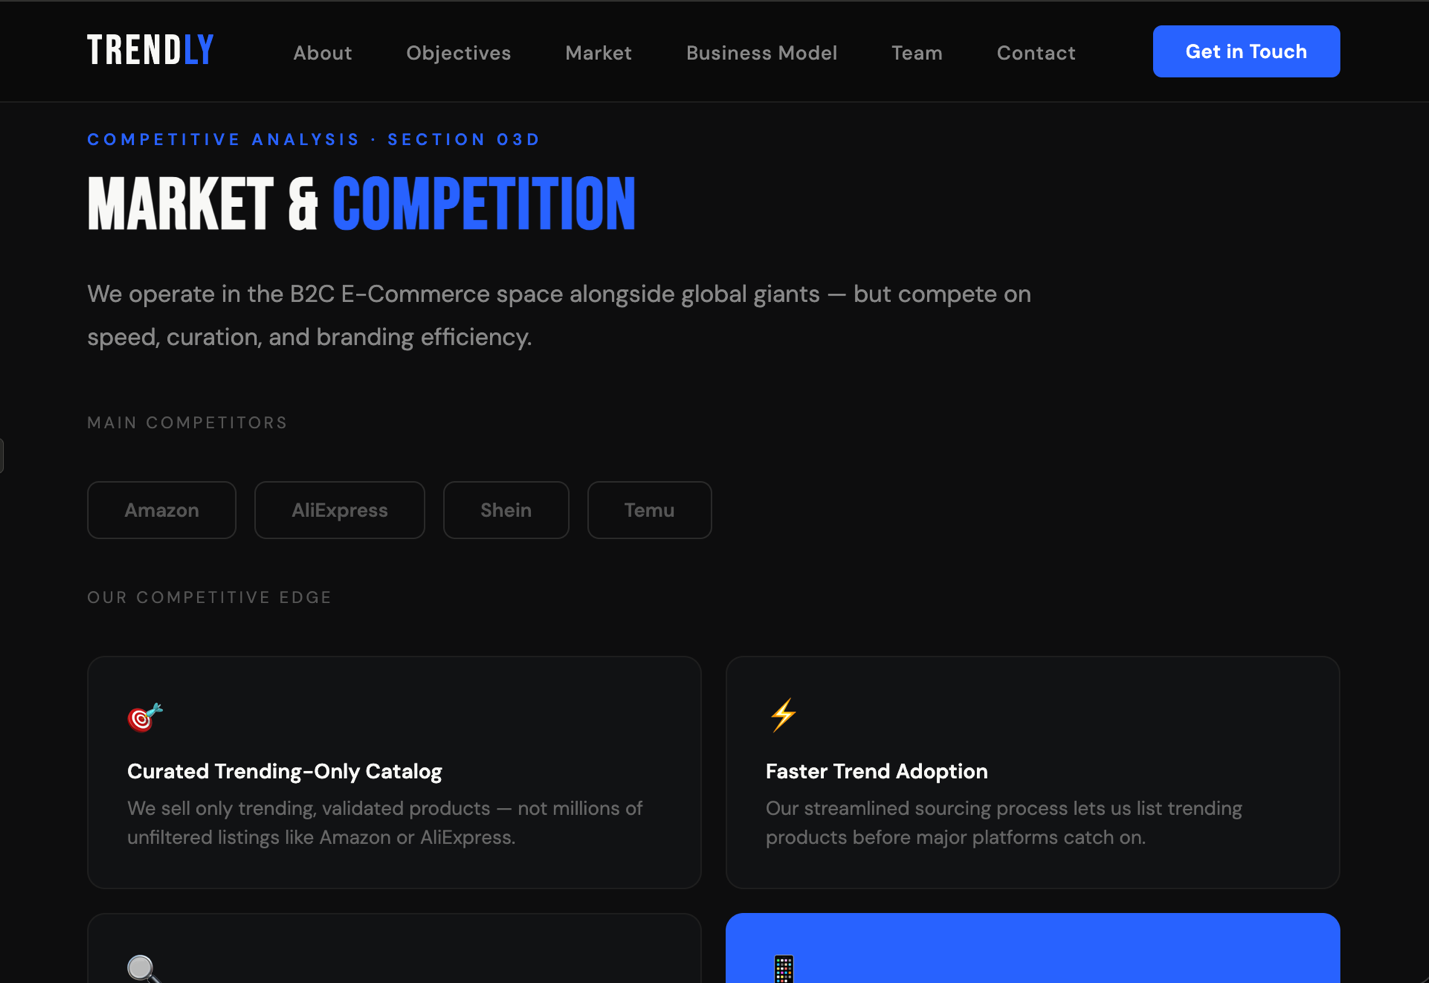 TRENDLY
About
Objectives
Market
Business Model
Team
Contact
Get in Touch
COMPETITIVE ANALYSIS · SECTION 03D
MARKET & COMPETITION
We operate in the B2C E-Commerce space alongside global giants — but compete on
speed, curation, and branding efficiency.
MAIN COMPETITORS
Amazon
AliExpress
Shein
Temu
OUR COMPETITIVE EDGE
Curated Trending-Only Catalog
We sell only trending, validated products — not millions of
unfiltered listings like Amazon or AliExpress.
Faster Trend Adoption
Our streamlined sourcing process lets us list trending
products before major platforms catch on.